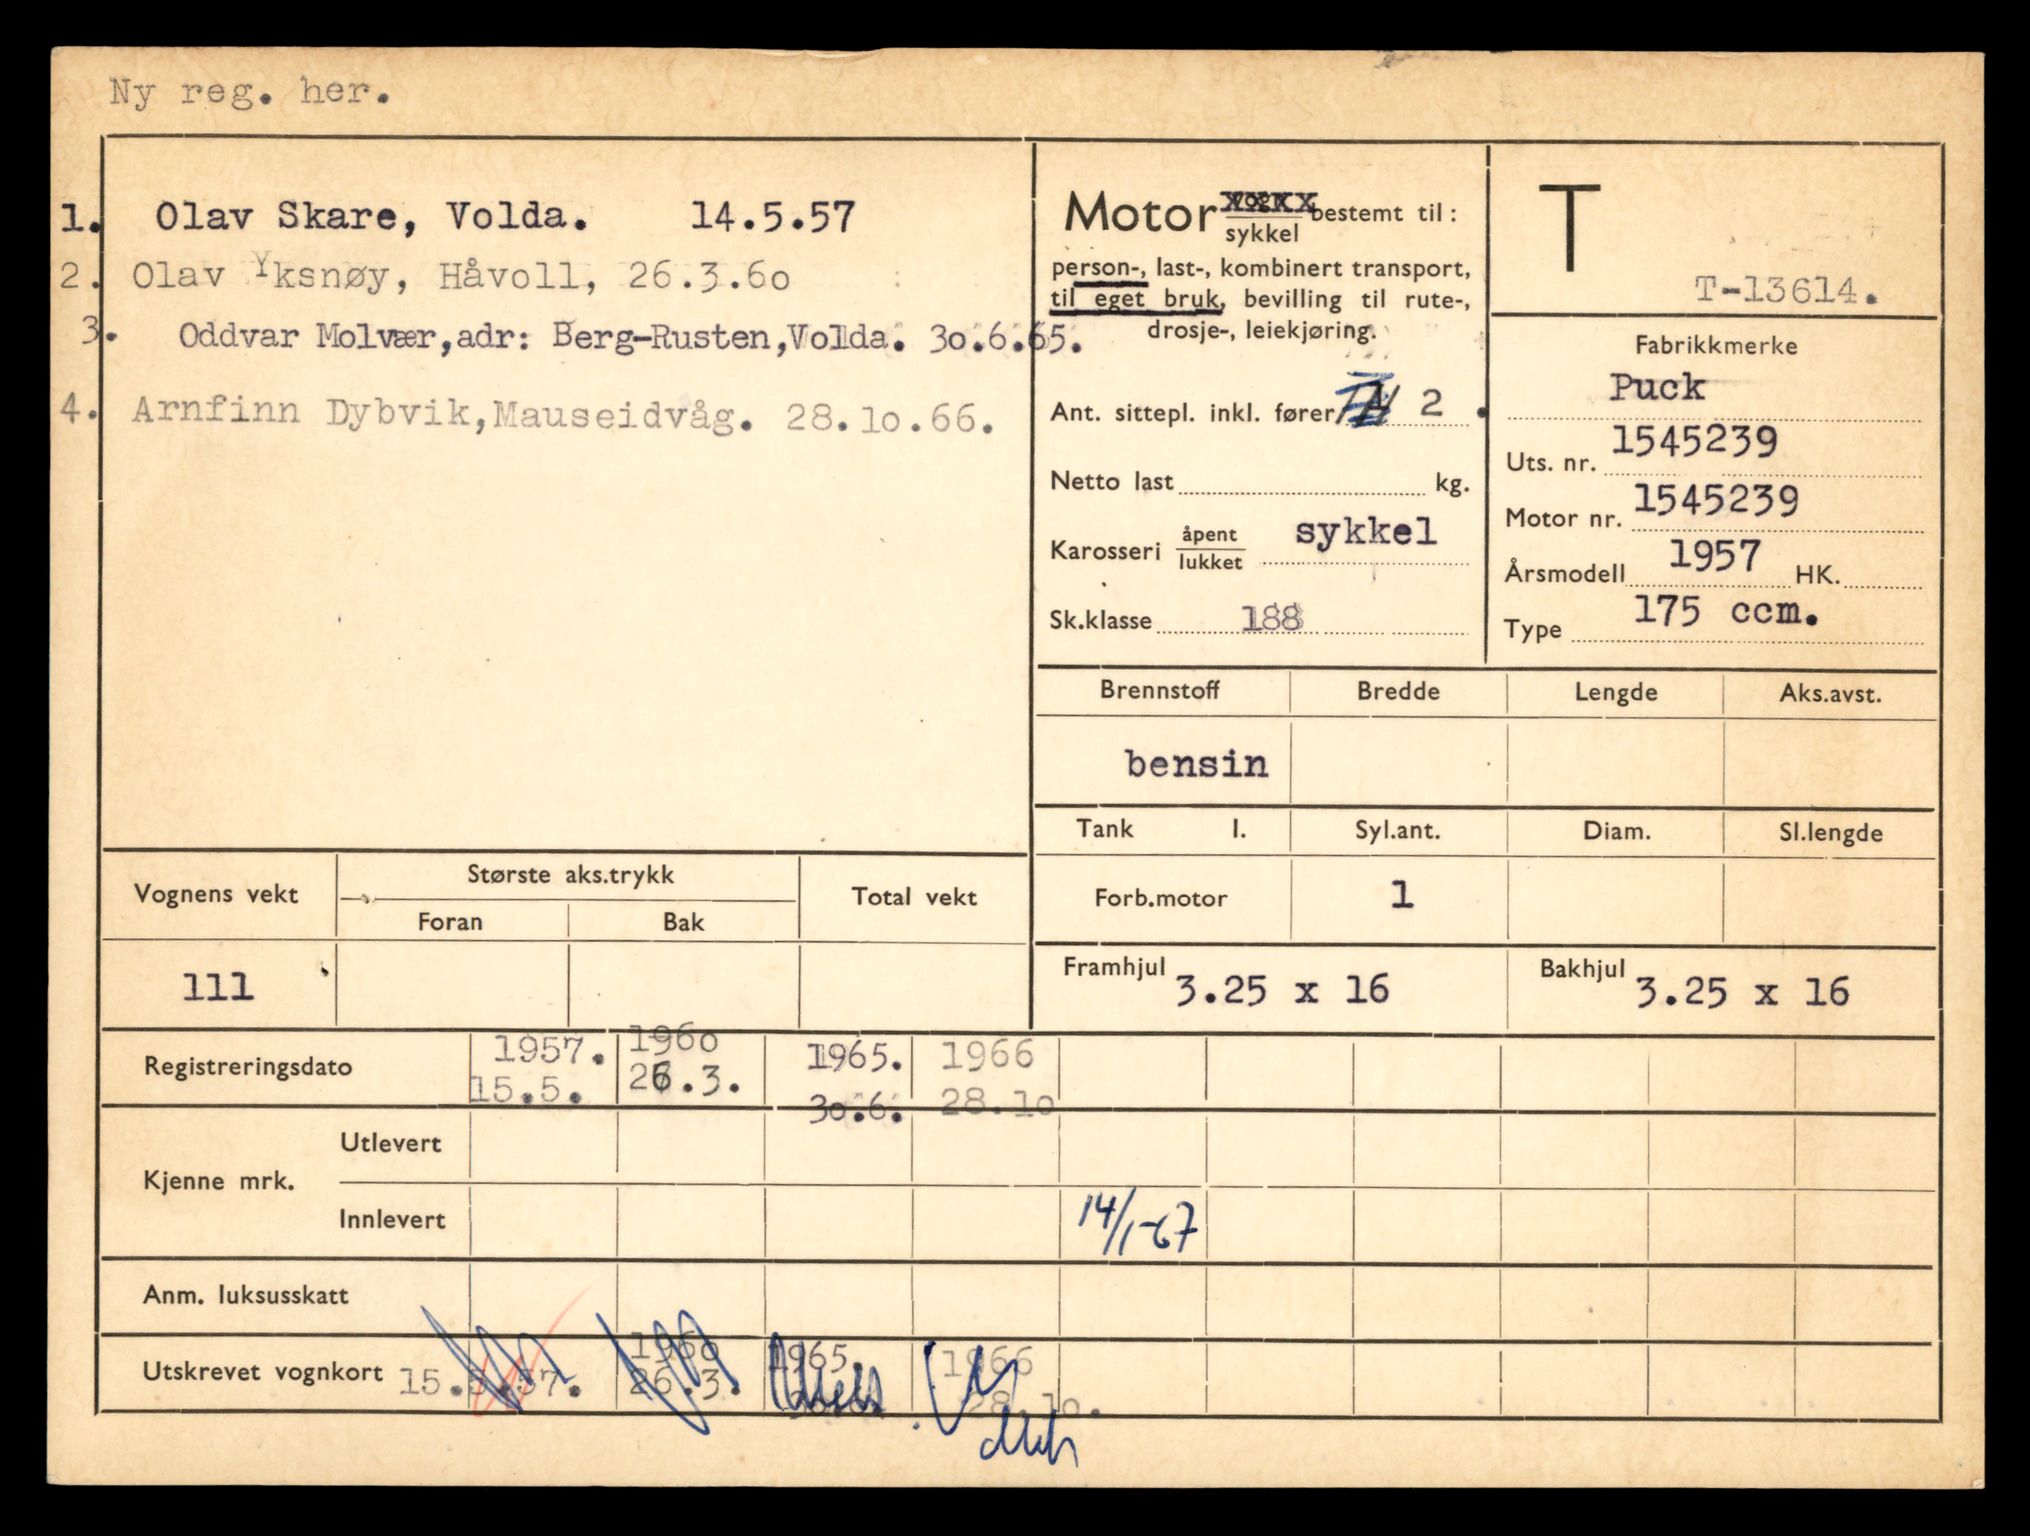 Ny reg. her.
1. Olav Skare, Volda. 14.5.57
2. Olav Yksnøy, Håvoll, 26.3.60
3. Oddvar Molvær,adr: Berg-Rusten,Volda. 30.6.65.
4. Arnfinn Dybvik,Mauseidvåg. 28.10.66.
Motor vogn sykkel bestemt til:
person-, last-, kombinert transport,
til eget bruk, bevilling til rute-,
drosje-, leiekjøring.
Ant. sittepl. inkl. fører 2.
Netto last kg.
Karosseri åpent lukket sykkel
Sk.klasse 188
T
T-13614.
Fabrikkmerke
Puck
Uts. nr. 1545239
Motor nr. 1545239
Årsmodell 1957 HK.
Type 175 ccm.
Brennstoff Bredde Lengde Aks.avst.
bensin
Tank l. Syl.ant. Diam. Sl.lengde
Forb.motor 1
Framhjul 3.25 x 16 Bakhjul 3.25 x 16
Vognens vekt Største aks.trykk Total vekt
Foran Bak
111
Registreringsdato 1957. 1960 1965. 1966
15.5. 26.3. 30.6. 28.10
Kjenne mrk.
Utlevert
Innlevert 14/1-67
Anm. luksusskatt
Utskrevet vognkort 15.5.57. 1960 1965. 1966
26.3. 30.6. 28.10.